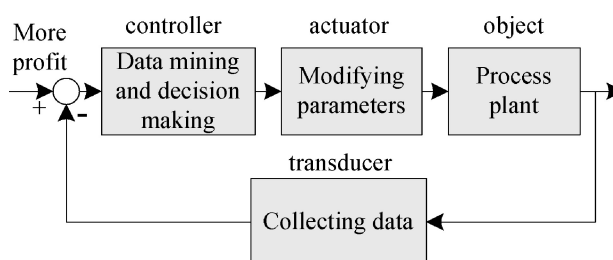 More
profit
+
-
controller
Data mining
and decision
making
actuator
Modifying
parameters
object
Process
plant
transducer
Collecting data